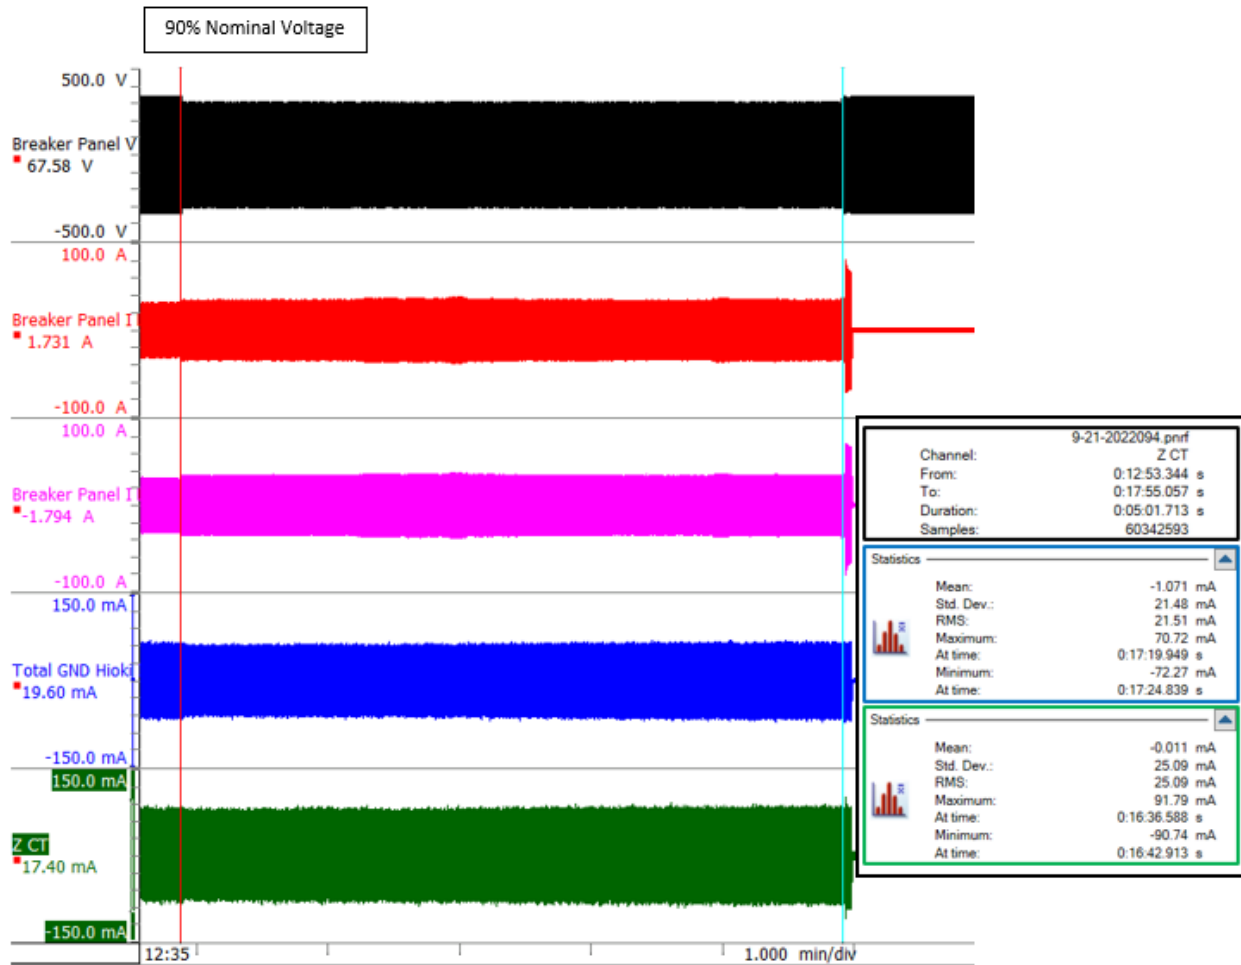 90% Nominal Voltage
500.0 V
Breaker Panel V
67.58 V
-500.0 V
100.0 A
Breaker Panel I
1.731 A
-100.0 A
100.0 A
Breaker Panel I
-1.794 A
-100.0 A
150.0 mA
Total GND Hioki
19.60 mA
-150.0 mA
150.0 mA
Z CT
17.40 mA
-150.0 mA
12:35
1.000 min/div
9-21-2022094.pnrf
Channel: Z CT
From: 0:12:53.344 s
To: 0:17:55.057 s
Duration: 0:05:01.713 s
Samples: 60342593
Statistics
Mean: -1.071 mA
Std. Dev.: 21.48 mA
RMS: 21.51 mA
Maximum: 70.72 mA
At time: 0:17:19.949 s
Minimum: -72.27 mA
At time: 0:17:24.839 s
Statistics
Mean: -0.011 mA
Std. Dev.: 25.09 mA
RMS: 25.09 mA
Maximum: 91.79 mA
At time: 0:16:36.588 s
Minimum: -90.74 mA
At time: 0:16:42.913 s